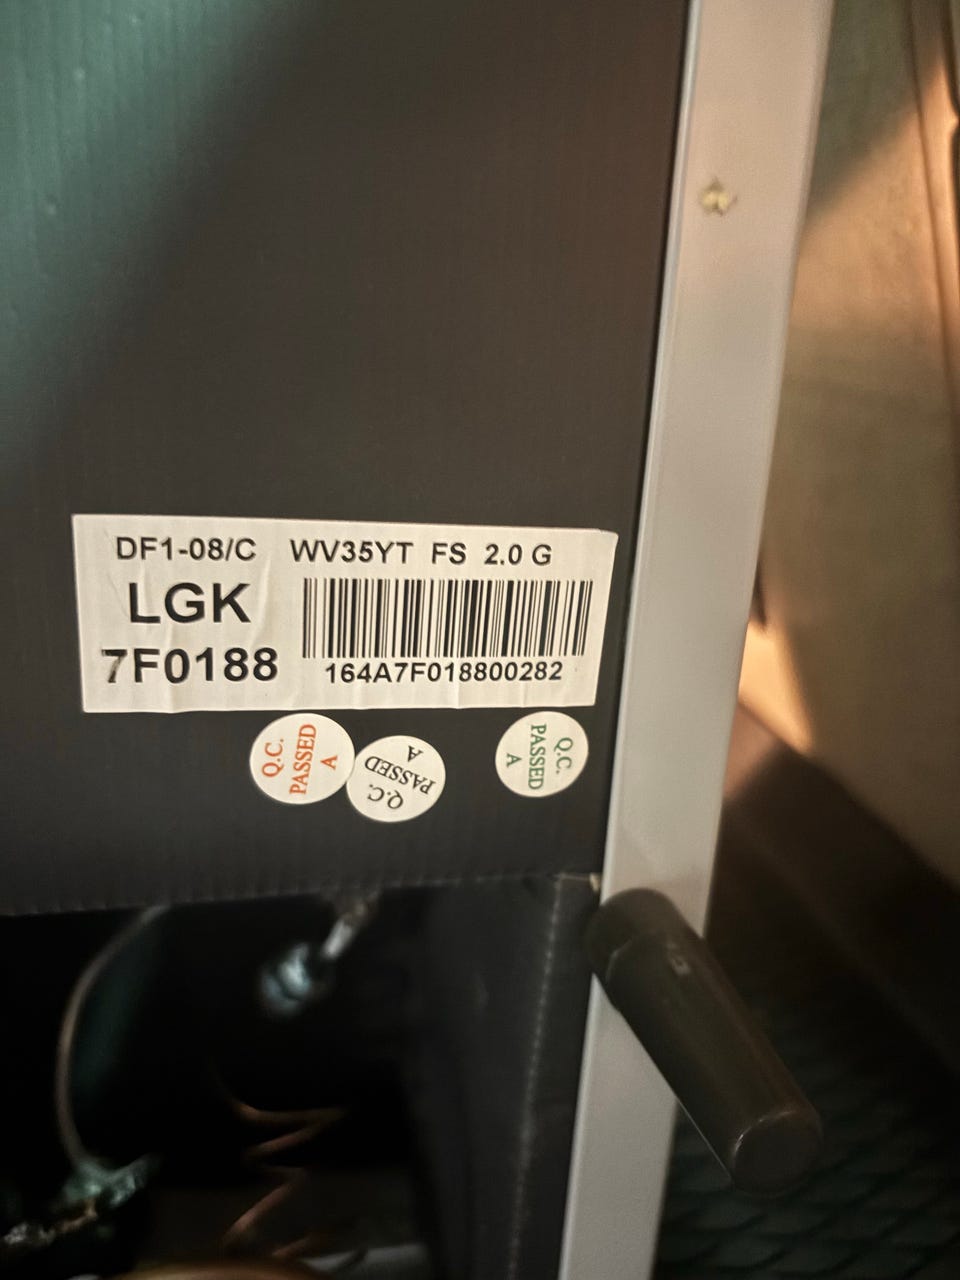 DF1-08/C WV35YT FS 2.0 G
LGK
7F0188
164A7F018800282
Q.C.
PASSED
A
Q.C.
PASSED
A
Q.C.
PASSED
A